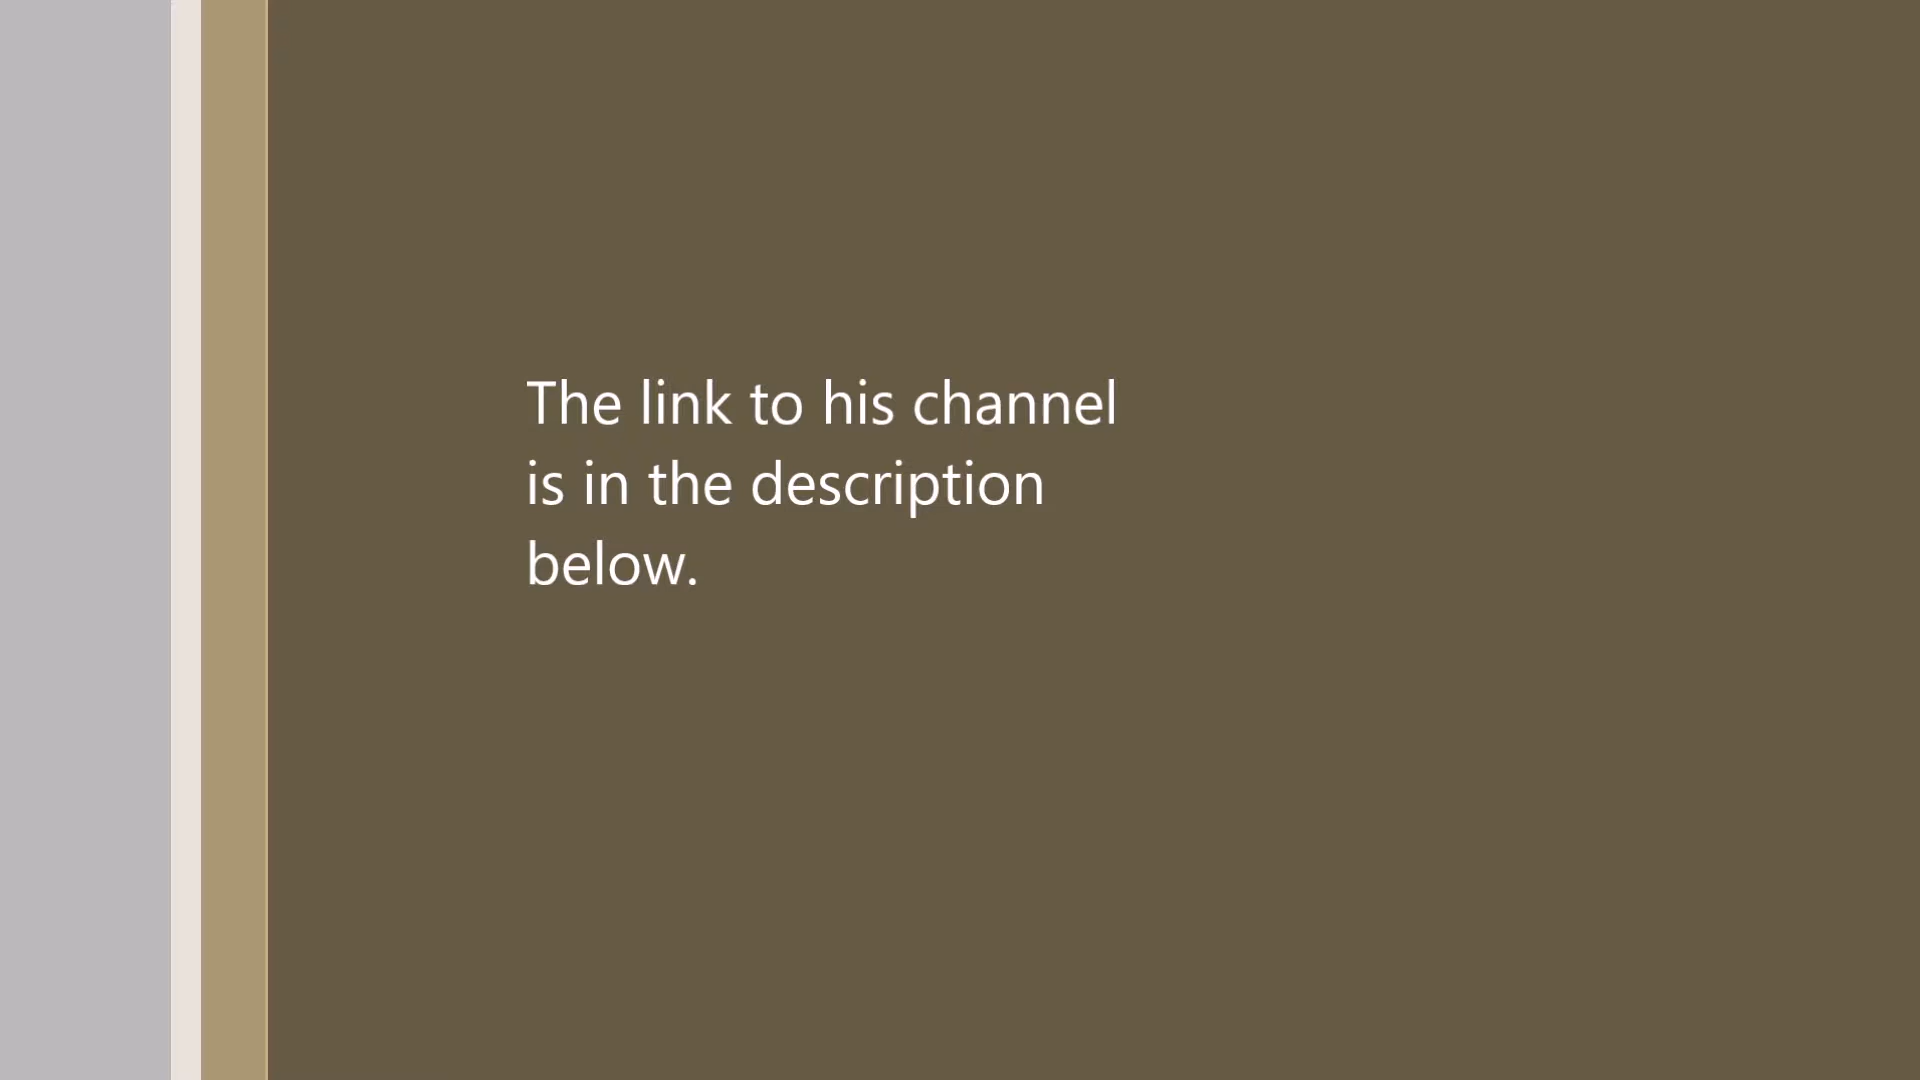 The link to his channel
is in the description
below.